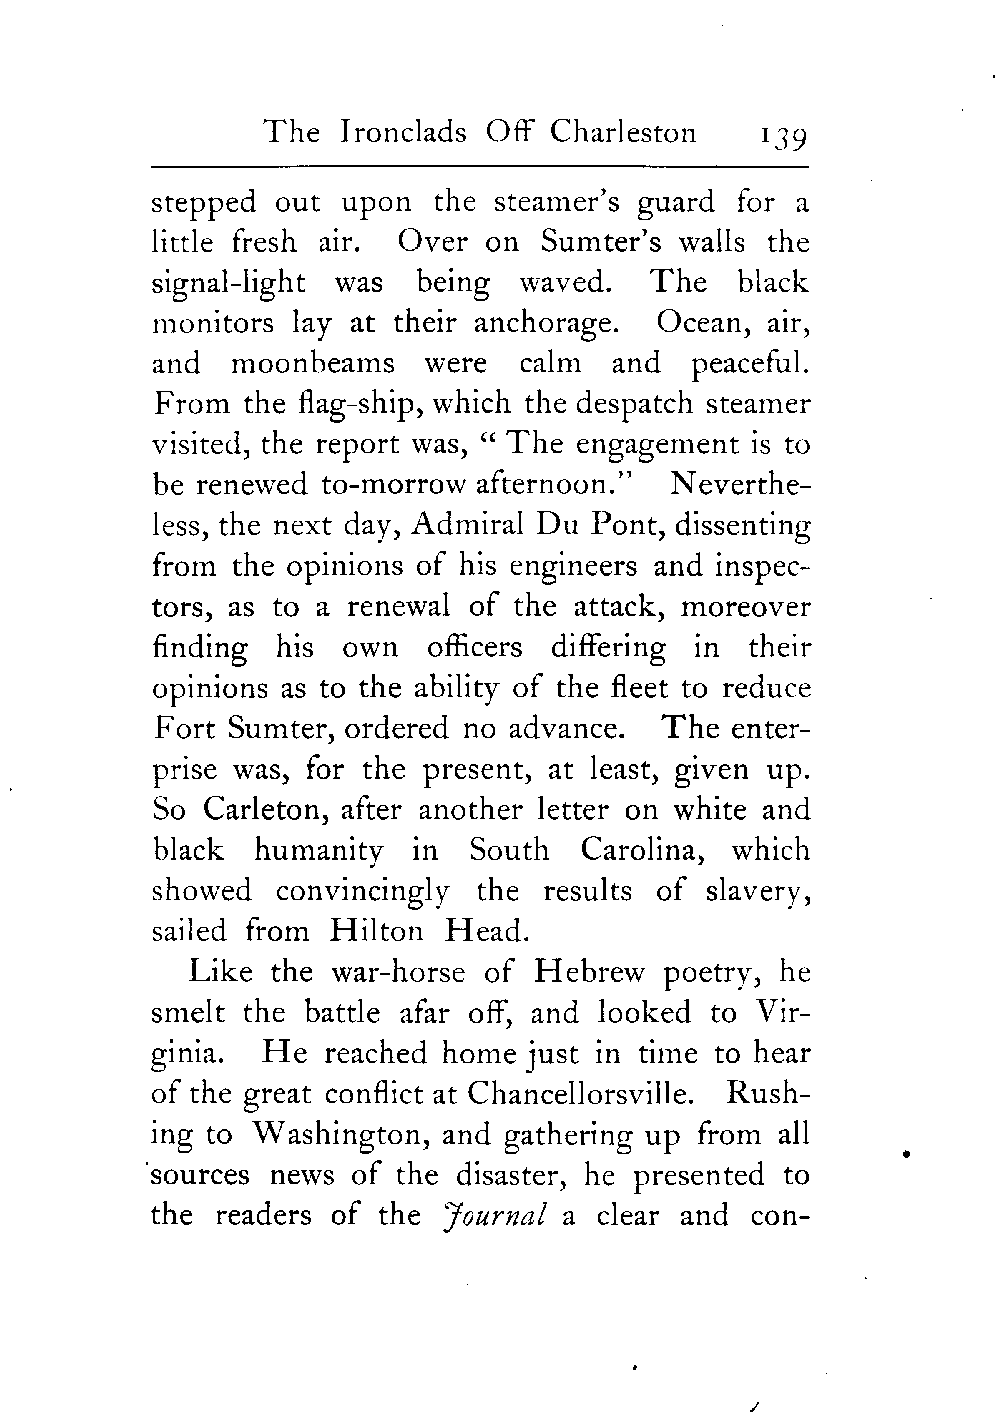 The Ironclads Off Charleston 139
stepped out upon the steamer's guard for a
little fresh air. Over on Sumter's walls the
signal-light was being waved. The black
monitors lay at their anchorage. Ocean, air,
and moonbeams were calm and peaceful.
From the flag-ship, which the despatch steamer
visited, the report was, “ The engagement is to
be renewed to-morrow afternoon.” Neverthe-
less, the next day, Admiral Du Pont, dissenting
from the opinions of his engineers and inspec-
tors, as to a renewal of the attack, moreover
finding his own officers differing in their
opinions as to the ability of the fleet to reduce
Fort Sumter, ordered no advance. The enter-
prise was, for the present, at least, given up.
So Carleton, after another letter on white and
black humanity in South Carolina, which
showed convincingly the results of slavery,
sailed from Hilton Head.
Like the war-horse of Hebrew poetry, he
smelt the battle afar off, and looked to Vir-
ginia. He reached home just in time to hear
of the great conflict at Chancellorsville. Rush-
ing to Washington, and gathering up from all
sources news of the disaster, he presented to
the readers of the Journal a clear and con-